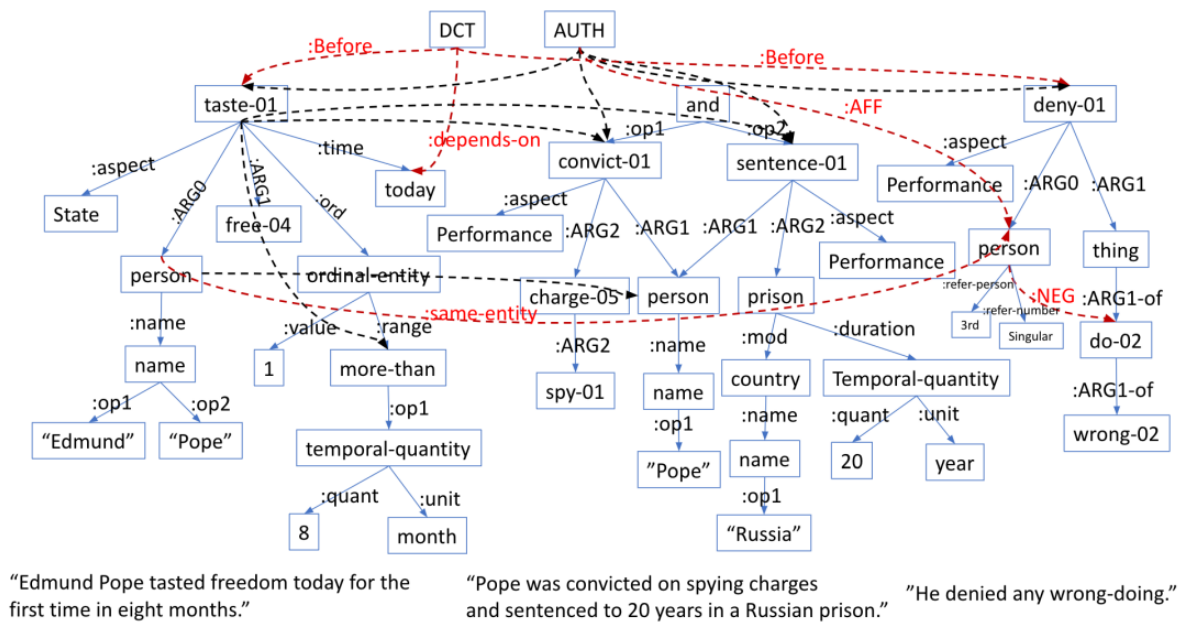 DCT
AUTH
:Before
:Before
taste-01
and
deny-01
:AFF
:op1
:op2
:time
:depends-on
:aspect
:ARG0
:ARG1
:ord
convict-01
sentence-01
:aspect
today
Performance
:ARG0
:ARG1
State
free-04
:aspect
:ARG2
:ARG1
:ARG1
:ARG2
:aspect
Performance
person
thing
person
ordinal-entity
Performance
charge-05
person
prison
:refer-person
:NEG
:ARG1-of
:same-entity
:refer-number
:name
:value
:range
:duration
3rd
Singular
do-02
:ARG2
:name
:mod
name
1
more-than
spy-01
name
country
Temporal-quantity
:ARG1-of
:op1
:op2
:op1
:op1
:name
:quant
:unit
“Edmund”
“Pope”
temporal-quantity
”Pope”
name
20
year
wrong-02
:quant
:unit
:op1
8
month
“Russia”
“Edmund Pope tasted freedom today for the
first time in eight months.”
“Pope was convicted on spying charges
and sentenced to 20 years in a Russian prison.”
”He denied any wrong-doing.”